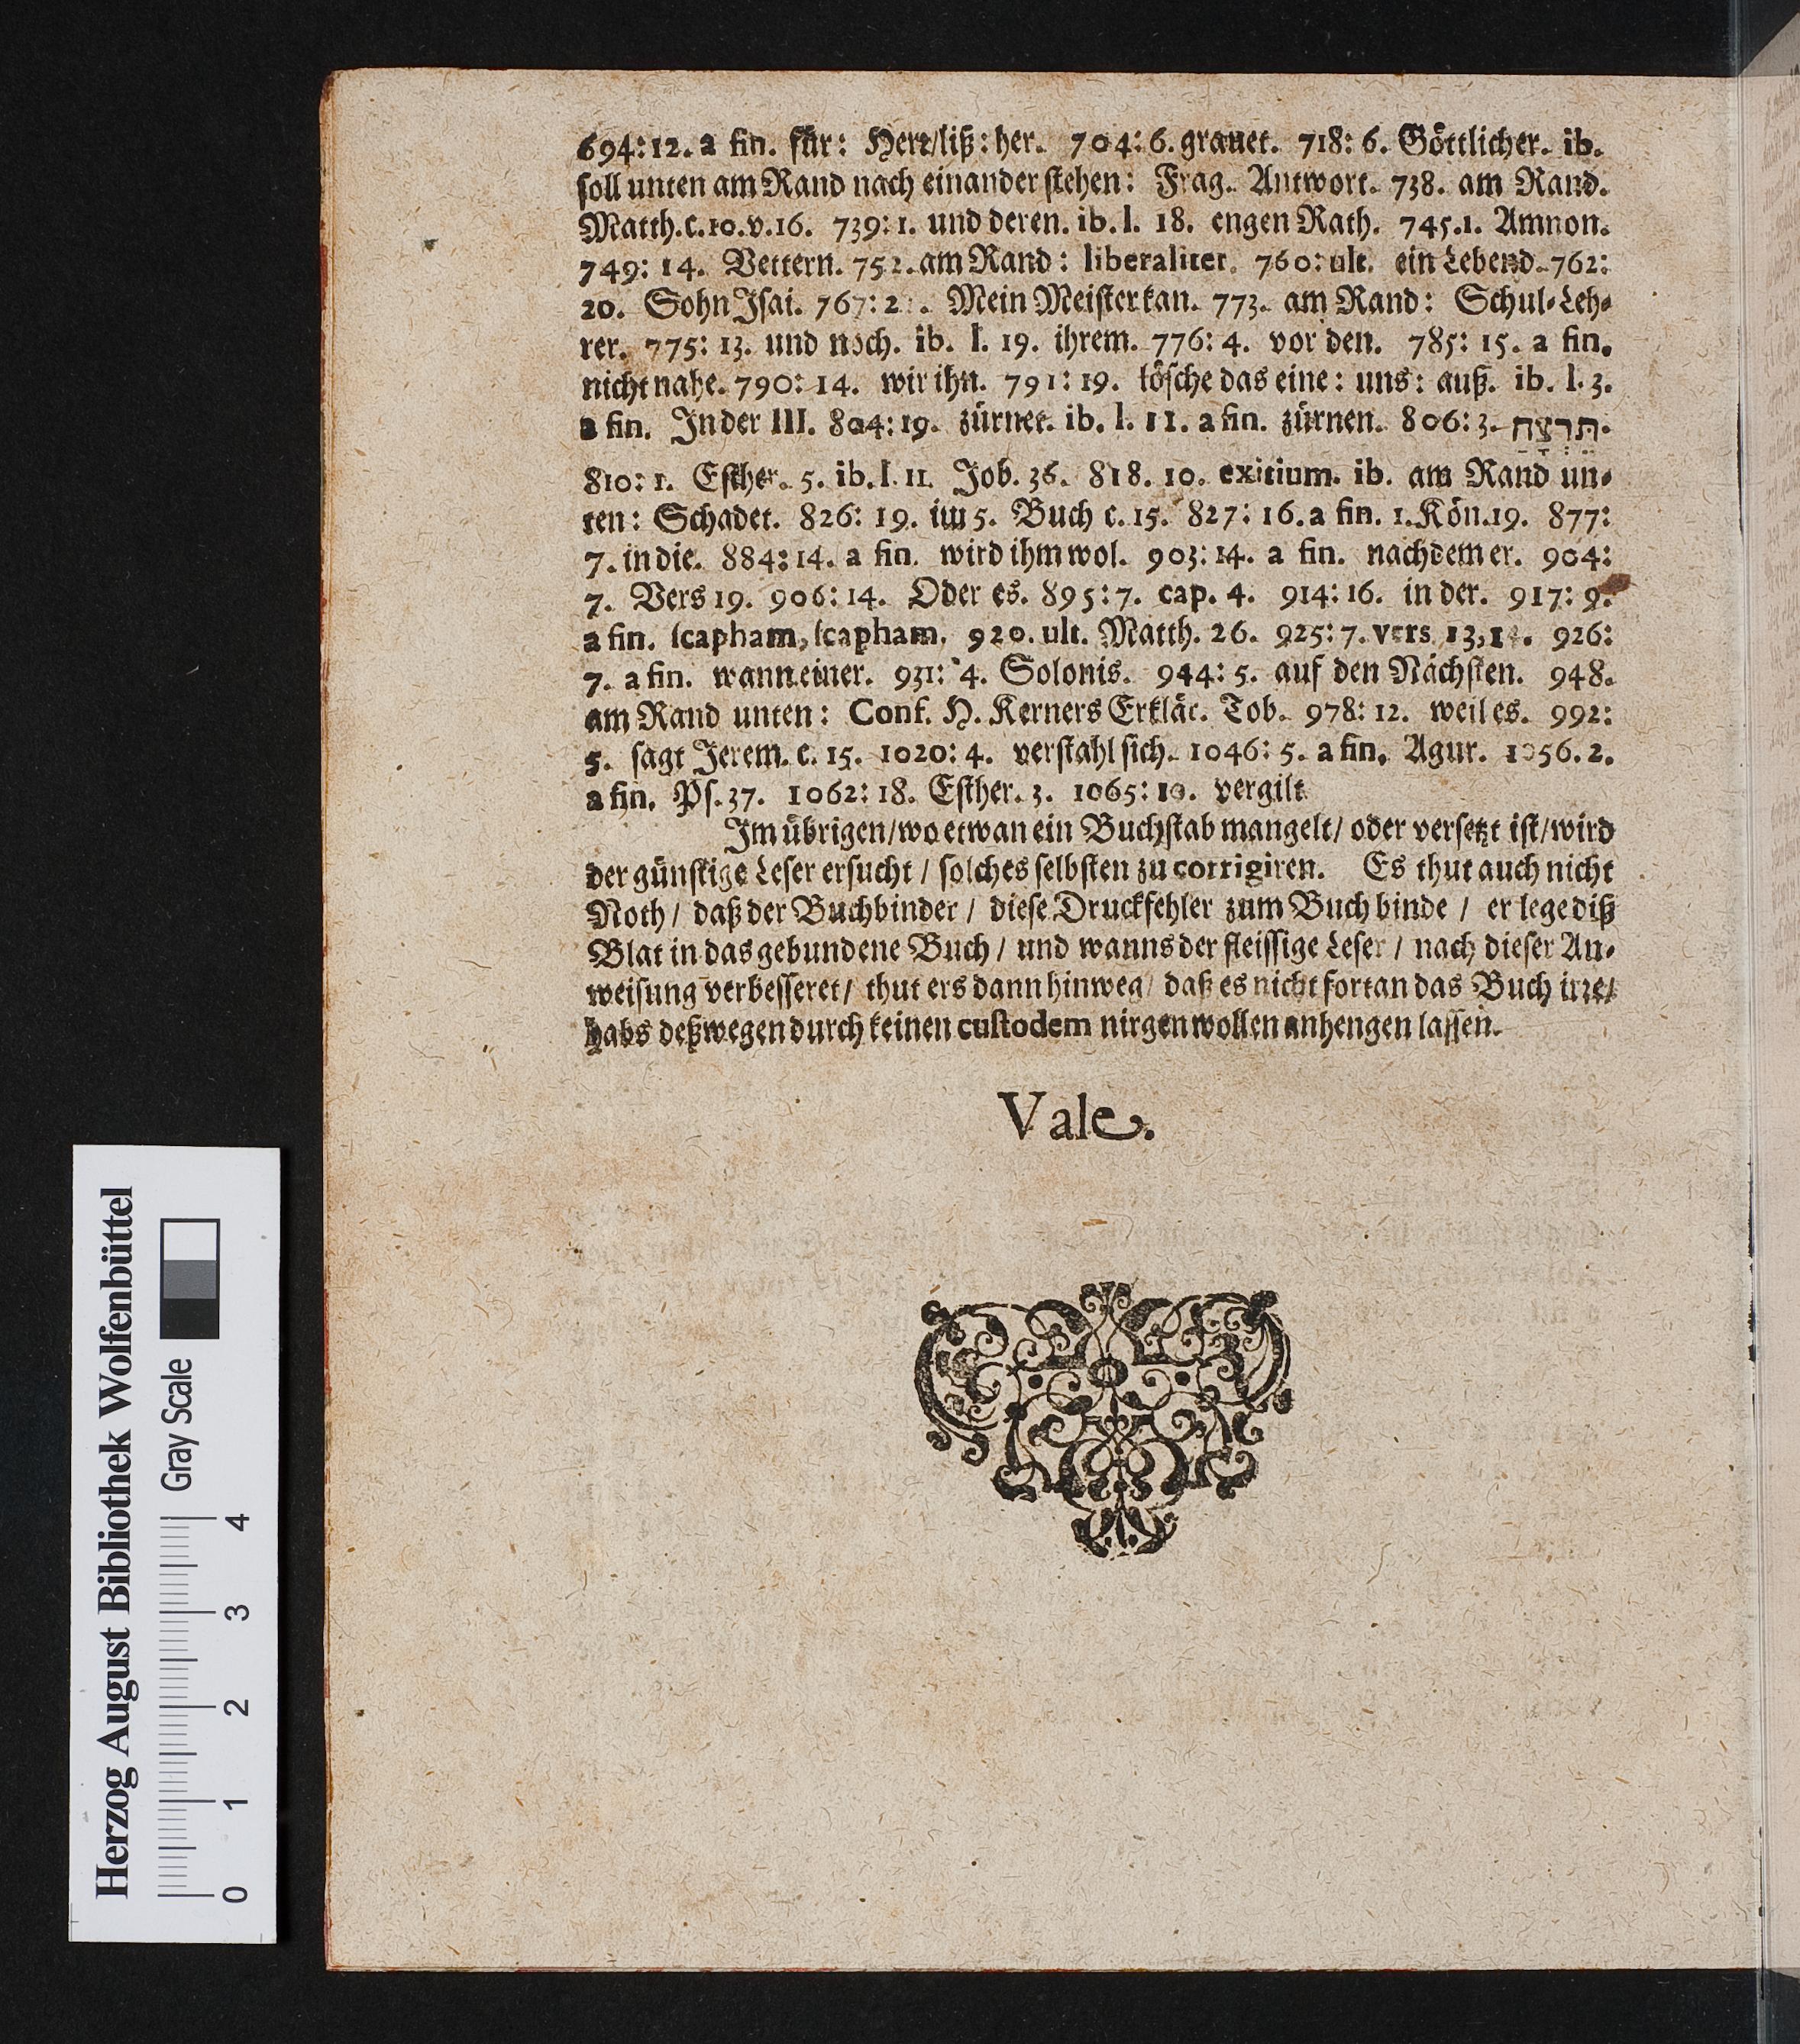 694:12. a fin. für: Herr/liß: her. 704: 6. grauet. 718: 6. Göttlicher. ib.
soll unten am Rand nach einander stehen: Frag. Antwort. 738. am Rand.
Matth.c.10.v.16. 739: 1. und deren. ib. l. 18. engen Rath. 745.1. Amnon.
749: 14. Vettern. 752. am Rand: liberaliter. 760: ult. ein Lebend. 762:
20. Sohn Isai. 767: 2 . Mein Meister kan. 773. am Rand: Schul-Leh-
rer. 775: 13. und noch. ib. l. 19. ihrem. 776: 4. vor den. 785: 15. a fin.
nicht nahe. 790: 14. wir ihn. 791: 19. lösche das eine: uns: auß. ib. l. 3.
a fin. In der III. 804: 19. zürnet. ib. l. 11. a fin. zürnen. 806: 3. תרצח.
810: 1. Esther. 5. ib. l. 11. Job. 36. 818. 10. exitium. ib. am Rand un-
ten: Schadet. 826: 19. im 5. Buch c. 15. 827: 16. a fin. 1. Kön. 19. 877:
7. in die. 884: 14. a fin. wird ihm wol. 903: 14. a fin. nachdem er. 904:
7. Vers 19. 906: 14. Oder es. 895: 7. cap. 4. 914: 16. in der. 917: 9.
a fin. scapham, scapham. 920. ult. Matth. 26. 925: 7. vers 13, . 926:
7. a fin. wann einer. 931: 4. Solonis. 944: 5. auf den Nächsten. 948.
am Rand unten: Conf. H. Kerners Erklär. Tob. 978: 12. weil es. 992:
5. sagt Jerem. c. 15. 1020: 4. verstahl sich. 1046: 5. a fin. Agur. 1056. 2.
a fin. Ps. 37. 1062: 18. Esther. 3. 1065: 10. vergilt
Im übrigen/wo etwan ein Buchstab mangelt/ oder versetzt ist/wird
der günstige Leser ersucht / solches selbsten zu corrigiren. Es thut auch nicht
Noth / daß der Buchbinder / diese Druckfehler zum Buch binde / er lege diß
Blat in das gebundene Buch / und wanns der fleissige Leser / nach dieser An-
weisung verbesseret / thut ers dann hinweg / daß es nicht fortan das Buch irre/
habs deßwegen durch keinen custodem nirgen wollen anhengen lassen.
Vale.
Herzog August Bibliothek Wolfenbüttel
Gray Scale
0 1 2 3 4